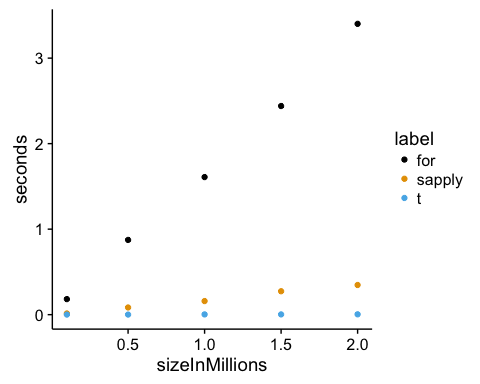 3
2
1
0
seconds
0.5 1.0 1.5 2.0
sizeInMillions
label
for
sapply
t